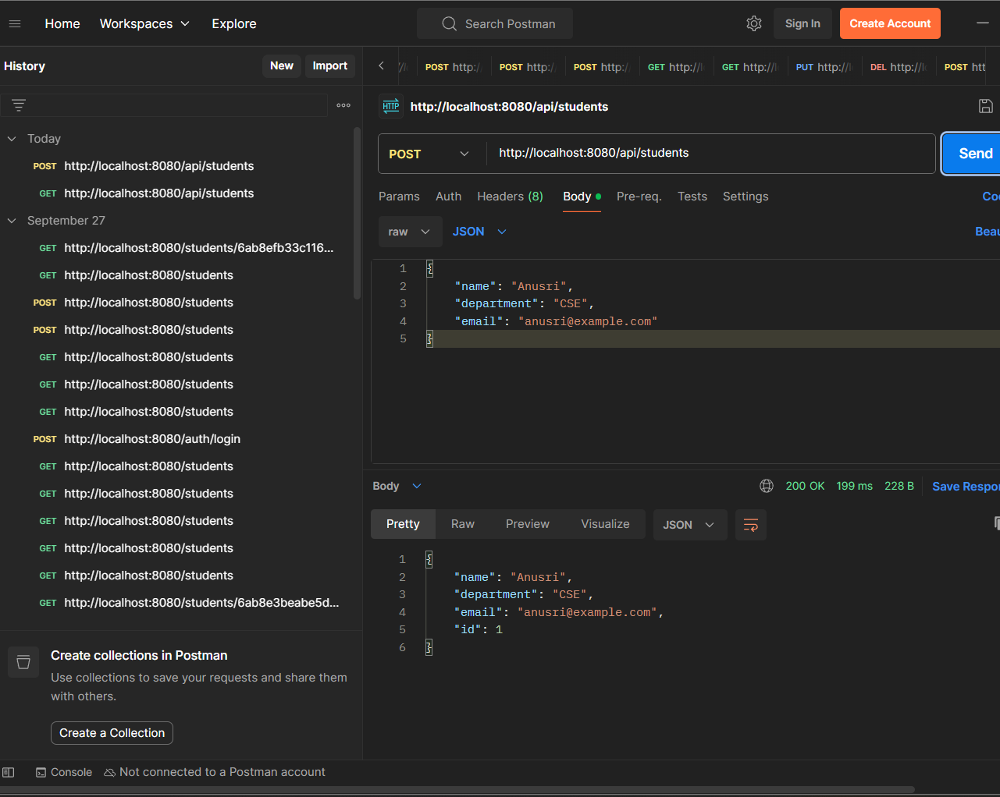 Home Workspaces Explore Search Postman Sign In Create Account
History New Import
POST http:/ POST http:/ POST http:/ GET http:// GET http:// PUT http:// DEL http:// POST htt
HTTP http://localhost:8080/api/students
Today
POST http://localhost:8080/api/students
GET http://localhost:8080/api/students
September 27
GET http://localhost:8080/students/6ab8efb33c116...
GET http://localhost:8080/students
POST http://localhost:8080/students
POST http://localhost:8080/students
GET http://localhost:8080/students
GET http://localhost:8080/students
GET http://localhost:8080/students
POST http://localhost:8080/auth/login
GET http://localhost:8080/students
GET http://localhost:8080/students
GET http://localhost:8080/students
GET http://localhost:8080/students
GET http://localhost:8080/students
GET http://localhost:8080/students/6ab8e3beabe5d...
Create collections in Postman
Use collections to save your requests and share them
with others.
Create a Collection
POST http://localhost:8080/api/students Send
Params Auth Headers (8) Body Pre-req. Tests Settings
raw JSON
1 {
2 "name": "Anusri",
3 "department": "CSE",
4 "email": "anusri@example.com"
5 }
Body 200 OK 199 ms 228 B Save Respo
Pretty Raw Preview Visualize JSON
1 {
2 "name": "Anusri",
3 "department": "CSE",
4 "email": "anusri@example.com",
5 "id": 1
6 }
Console Not connected to a Postman account